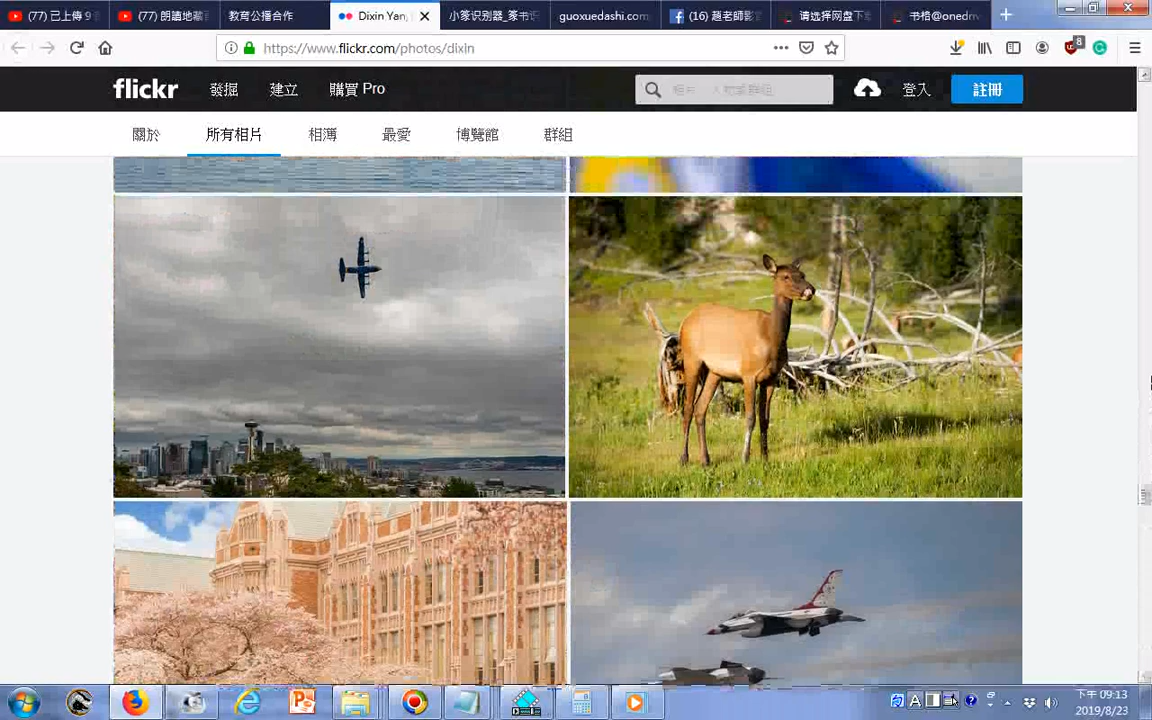 (77) 已上傳 9
(77) 朗讀地藏
教育公播合作
Dixin Yan
小篆识别器_篆书识
guoxuedashi.com
(16) 趙老師影
请选择网盘下
书格@onedriv
https://www.flickr.com/photos/dixin
8
flickr
發掘
建立
購買 Pro
登入
註冊
關於
所有相片
相簿
最愛
博覽館
群組
下午 09:13
2019/8/23